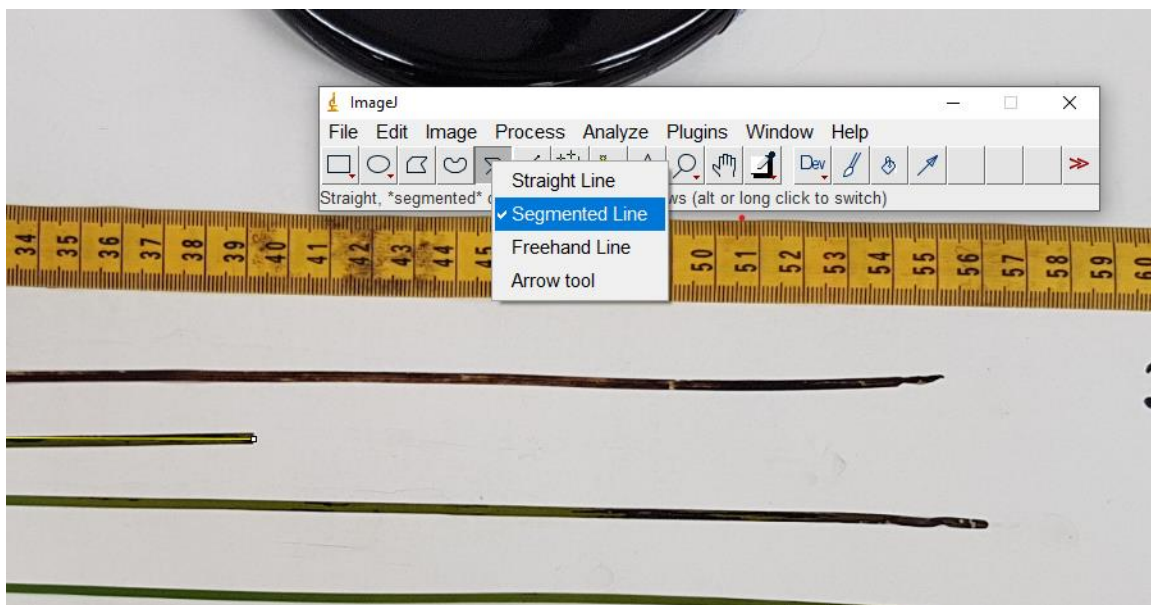 ImageJ
File Edit Image Process Analyze Plugins Window Help
Dev
Straight, *segmented* ws (alt or long click to switch)
Straight Line
Segmented Line
Freehand Line
Arrow tool
34 35 36 37 38 39 40 41 42 43 44 50 51 52 53 54 55 56 57 58 59 60